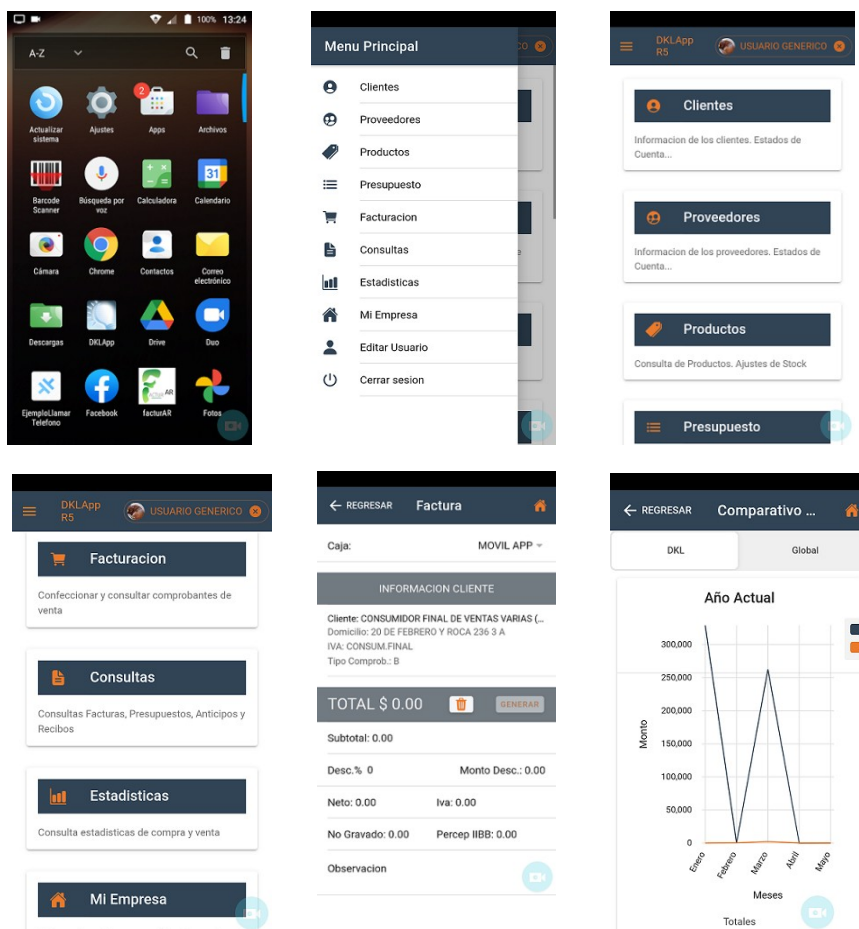 100% 13:24
A-Z
2
Actualizar sistema
Ajustes
Apps
Archivos
Barcode Scanner
Búsqueda por voz
Calculadora
31
Calendario
Cámara
Chrome
Contactos
Correo electrónico
Descargas
DKLApp
Drive
Duo
EjemploLlamar Telefono
Facebook
AR
facturAR
Fotos
Menu Principal
CO
Clientes
Proveedores
Productos
Presupuesto
Facturacion
Consultas
Estadisticas
Mi Empresa
Editar Usuario
Cerrar sesion
DKLApp
R5
USUARIO GENERICO
Clientes
Informacion de los clientes. Estados de
Cuenta...
Proveedores
Informacion de los proveedores. Estados de
Cuenta...
Productos
Consulta de Productos. Ajustes de Stock
Presupuesto
DKLApp
R5
USUARIO GENERICO
Facturacion
Confeccionar y consultar comprobantes de
venta
Consultas
Consultas Facturas, Presupuestos, Anticipos y
Recibos
Estadisticas
Consulta estadisticas de compra y venta
Mi Empresa
REGRESAR Factura
Caja: MOVIL APP
INFORMACION CLIENTE
Cliente: CONSUMIDOR FINAL DE VENTAS VARIAS (...
Domicilio: 20 DE FEBRERO Y ROCA 236 3 A
IVA: CONSUM.FINAL
Tipo Comprob.: B
TOTAL $ 0.00 GENERAR
Subtotal: 0.00
Desc.% 0 Monto Desc.: 0.00
Neto: 0.00 Iva: 0.00
No Gravado: 0.00 Percep IIBB: 0.00
Observacion
REGRESAR Comparativo ...
DKL Global
Año Actual
300,000
250,000
200,000
150,000
100,000
50,000
0
Monto
Enero
Febrero
Marzo
Abril
Mayo
Meses
Totales